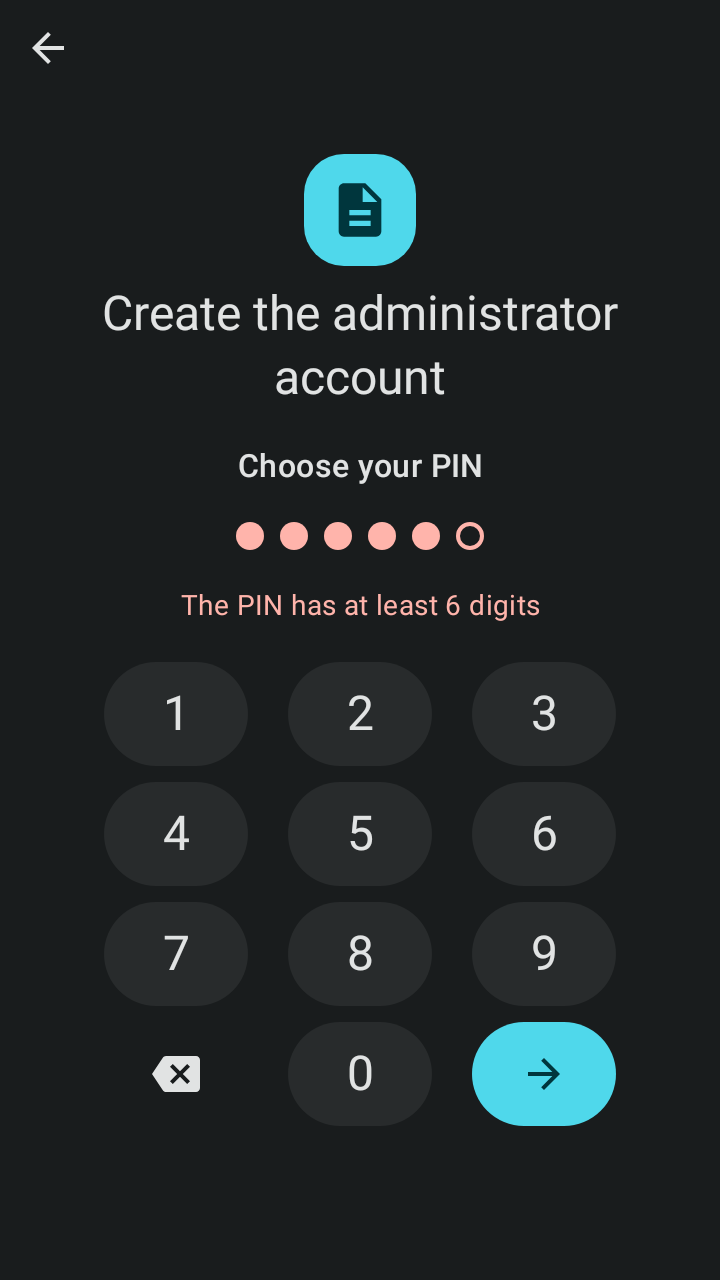 Create the administrator
account
Choose your PIN
The PIN has at least 6 digits
1 2 3
4 5 6
7 8 9
0